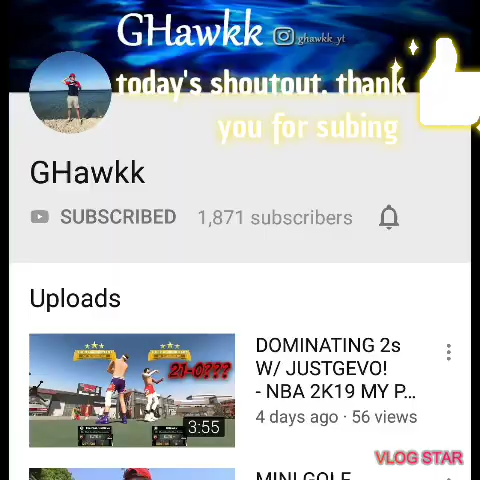 GHawkk ghawkk_yt
today's shoutout. thank
you for subing
GHawkk
SUBSCRIBED 1,871 subscribers
Uploads
21-0???
3:55
DOMINATING 2s
W/ JUSTGEVO!
- NBA 2K19 MY P...
4 days ago · 56 views
VLOG STAR
MINI GOLF